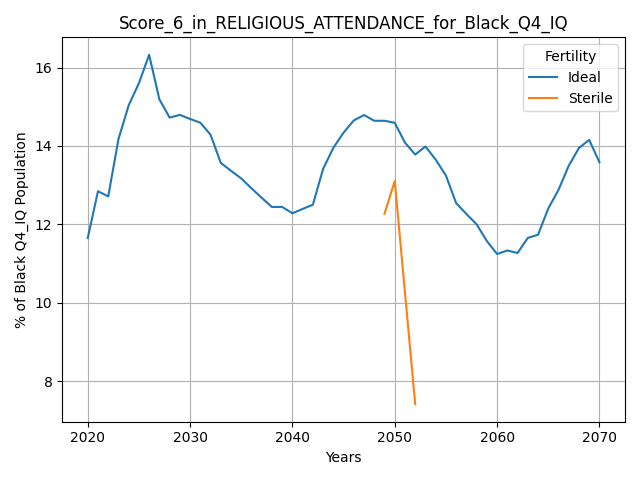 Score_6_in_RELIGIOUS_ATTENDANCE_for_Black_Q4_IQ
Fertility
Ideal
Sterile
% of Black Q4_IQ Population
16
14
12
10
8
2020 2030 2040 2050 2060 2070
Years